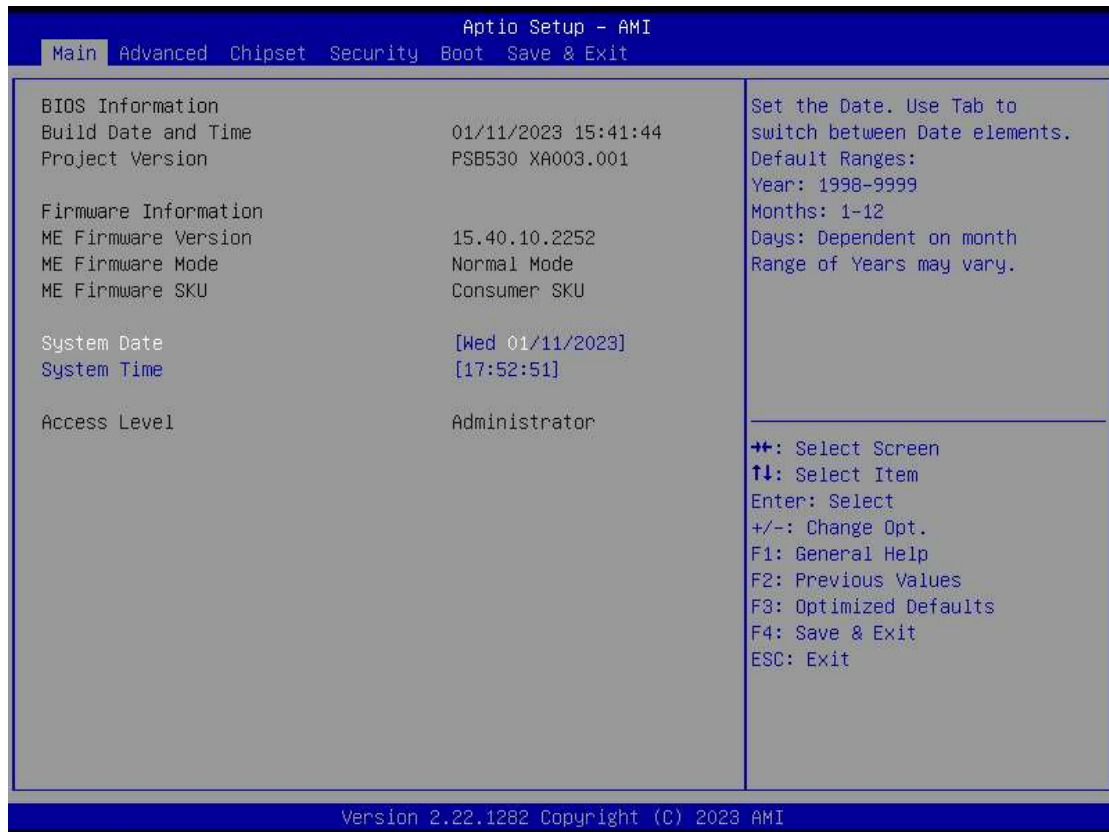 Aptio Setup - AMI
Main Advanced Chipset Security Boot Save & Exit
BIOS Information
Build Date and Time 01/11/2023 15:41:44
Project Version PSB530 XA003.001
Firmware Information
ME Firmware Version 15.40.10.2252
ME Firmware Mode Normal Mode
ME Firmware SKU Consumer SKU
System Date [Wed 01/11/2023]
System Time [17:52:51]
Access Level Administrator
Set the Date. Use Tab to
switch between Date elements.
Default Ranges:
Year: 1998-9999
Months: 1-12
Days: Dependent on month
Range of Years may vary.
→←: Select Screen
↑↓: Select Item
Enter: Select
+/-: Change Opt.
F1: General Help
F2: Previous Values
F3: Optimized Defaults
F4: Save & Exit
ESC: Exit
Version 2.22.1282 Copyright (C) 2023 AMI